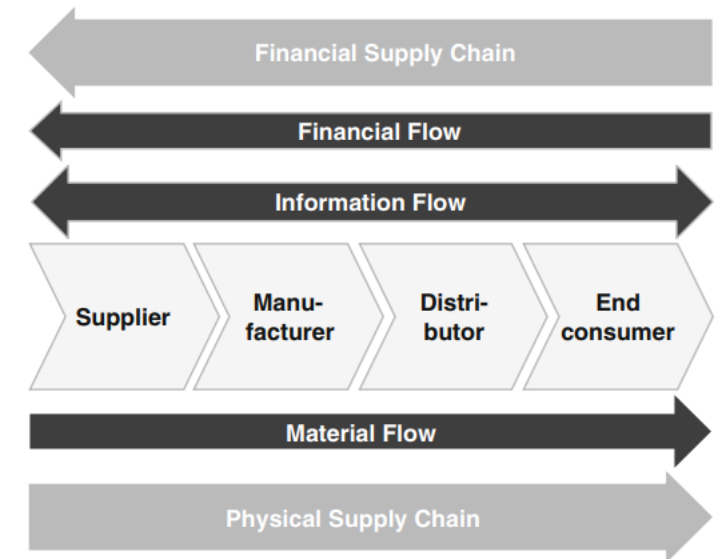 Financial Supply Chain
Financial Flow
Information Flow
Supplier
Manu-
facturer
Distri-
butor
End
consumer
Material Flow
Physical Supply Chain